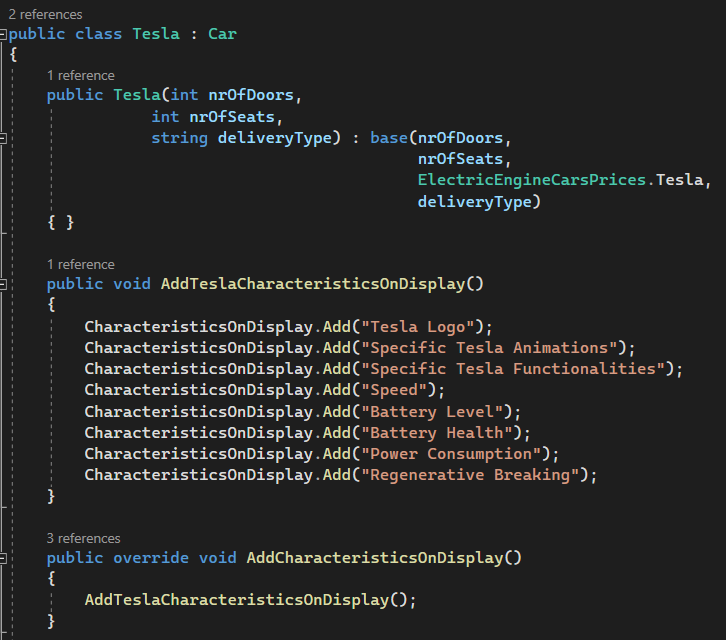 2 references
public class Tesla : Car
{
1 reference
public Tesla(int nrOfDoors,
int nrOfSeats,
string deliveryType) : base(nrOfDoors,
nrOfSeats,
ElectricEngineCarsPrices.Tesla,
deliveryType)
{ }
1 reference
public void AddTeslaCharacteristicsOnDisplay()
{
CharacteristicsOnDisplay.Add("Tesla Logo");
CharacteristicsOnDisplay.Add("Specific Tesla Animations");
CharacteristicsOnDisplay.Add("Specific Tesla Functionalities");
CharacteristicsOnDisplay.Add("Speed");
CharacteristicsOnDisplay.Add("Battery Level");
CharacteristicsOnDisplay.Add("Battery Health");
CharacteristicsOnDisplay.Add("Power Consumption");
CharacteristicsOnDisplay.Add("Regenerative Breaking");
}
3 references
public override void AddCharacteristicsOnDisplay()
{
AddTeslaCharacteristicsOnDisplay();
}